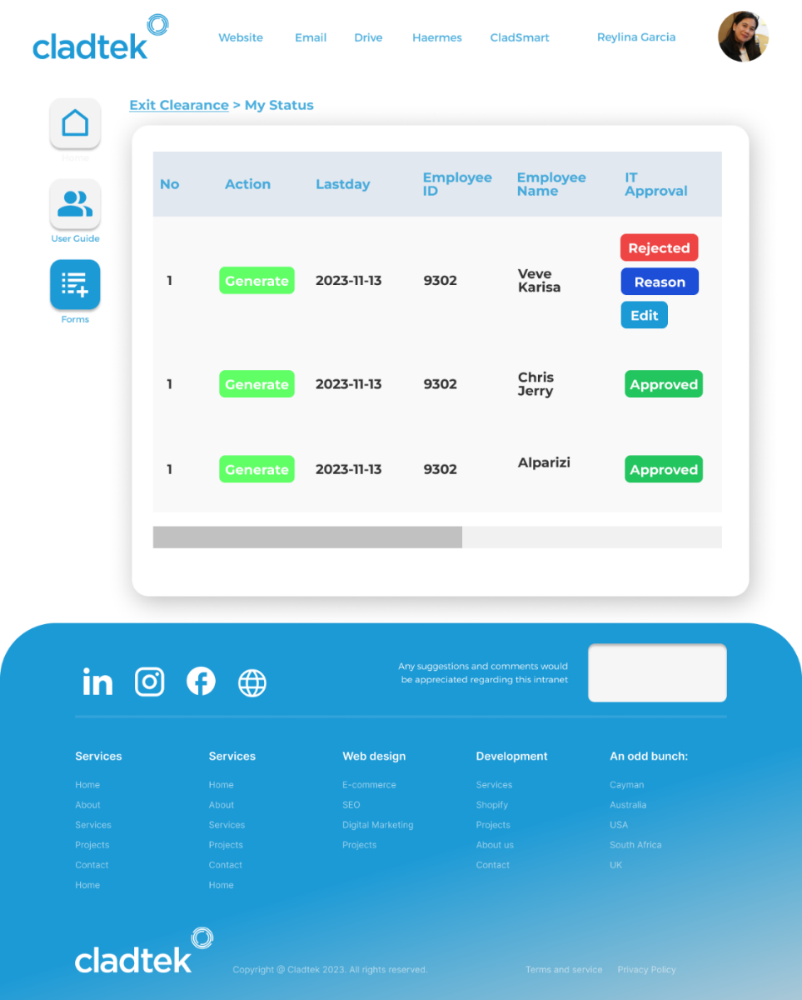 cladtek
Website Email Drive Haermes CladSmart Reylina Garcia
Exit Clearance > My Status
Home
User Guide
Forms
No Action Lastday Employee ID Employee Name IT Approval
1 Generate 2023-11-13 9302 Veve Karisa Rejected
Reason
Edit
1 Generate 2023-11-13 9302 Chris Jerry Approved
1 Generate 2023-11-13 9302 Alparizi Approved
in
Any suggestions and comments would
be appreciated regarding this intranet
Services
Home
About
Services
Projects
Contact
Home
Services
Home
About
Services
Projects
Contact
Home
Web design
E-commerce
SEO
Digital Marketing
Projects
Development
Services
Shopify
Projects
About us
Contact
An odd bunch:
Cayman
Australia
USA
South Africa
UK
cladtek
Copyright @ Cladtek 2023. All rights reserved.
Terms and service Privacy Policy